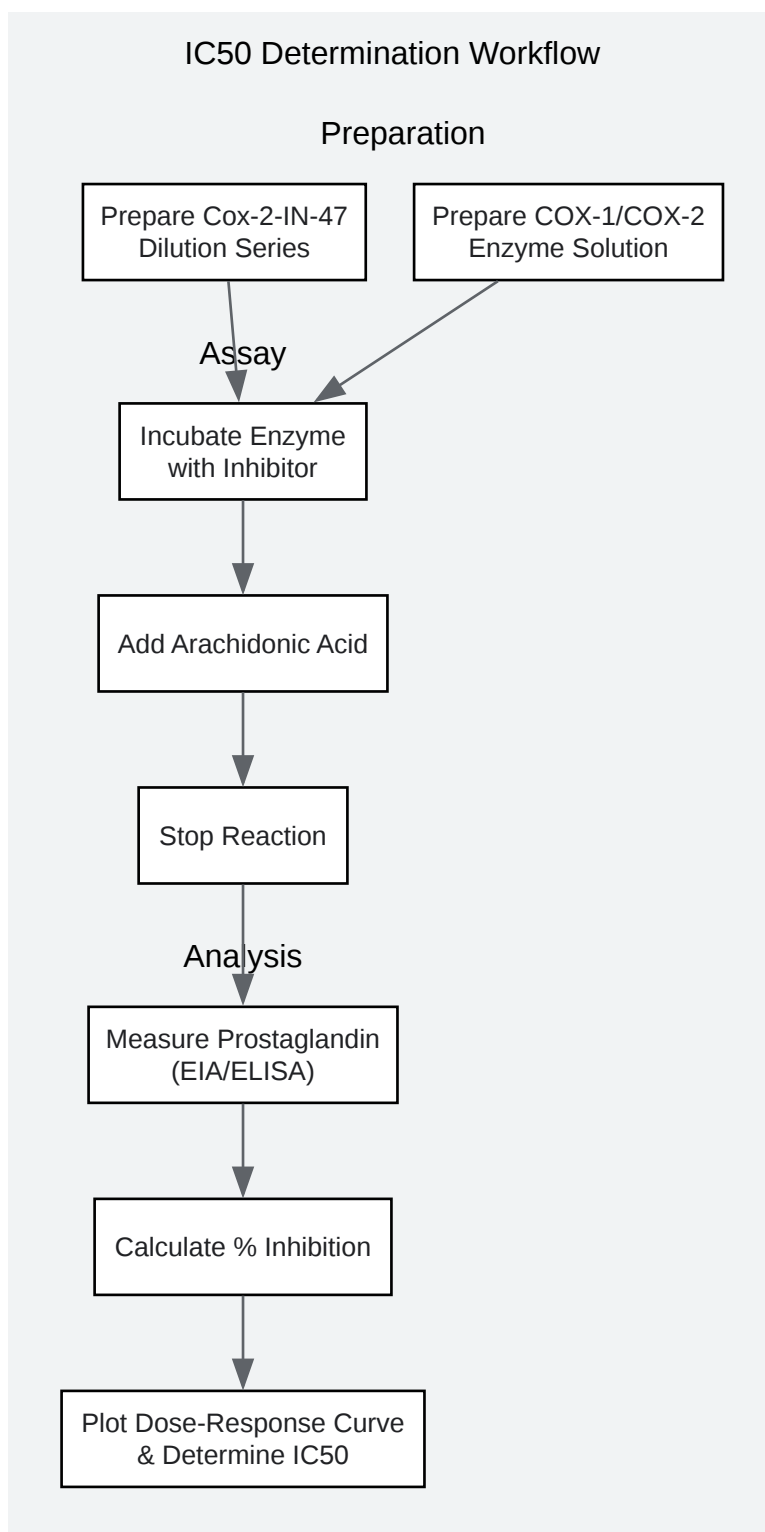 IC50 Determination Workflow
Preparation
Prepare Cox-2-IN-47
Dilution Series
Prepare COX-1/COX-2
Enzyme Solution
Assay
Incubate Enzyme
with Inhibitor
Add Arachidonic Acid
Stop Reaction
Analysis
Measure Prostaglandin
(EIA/ELISA)
Calculate % Inhibition
Plot Dose-Response Curve
& Determine IC50